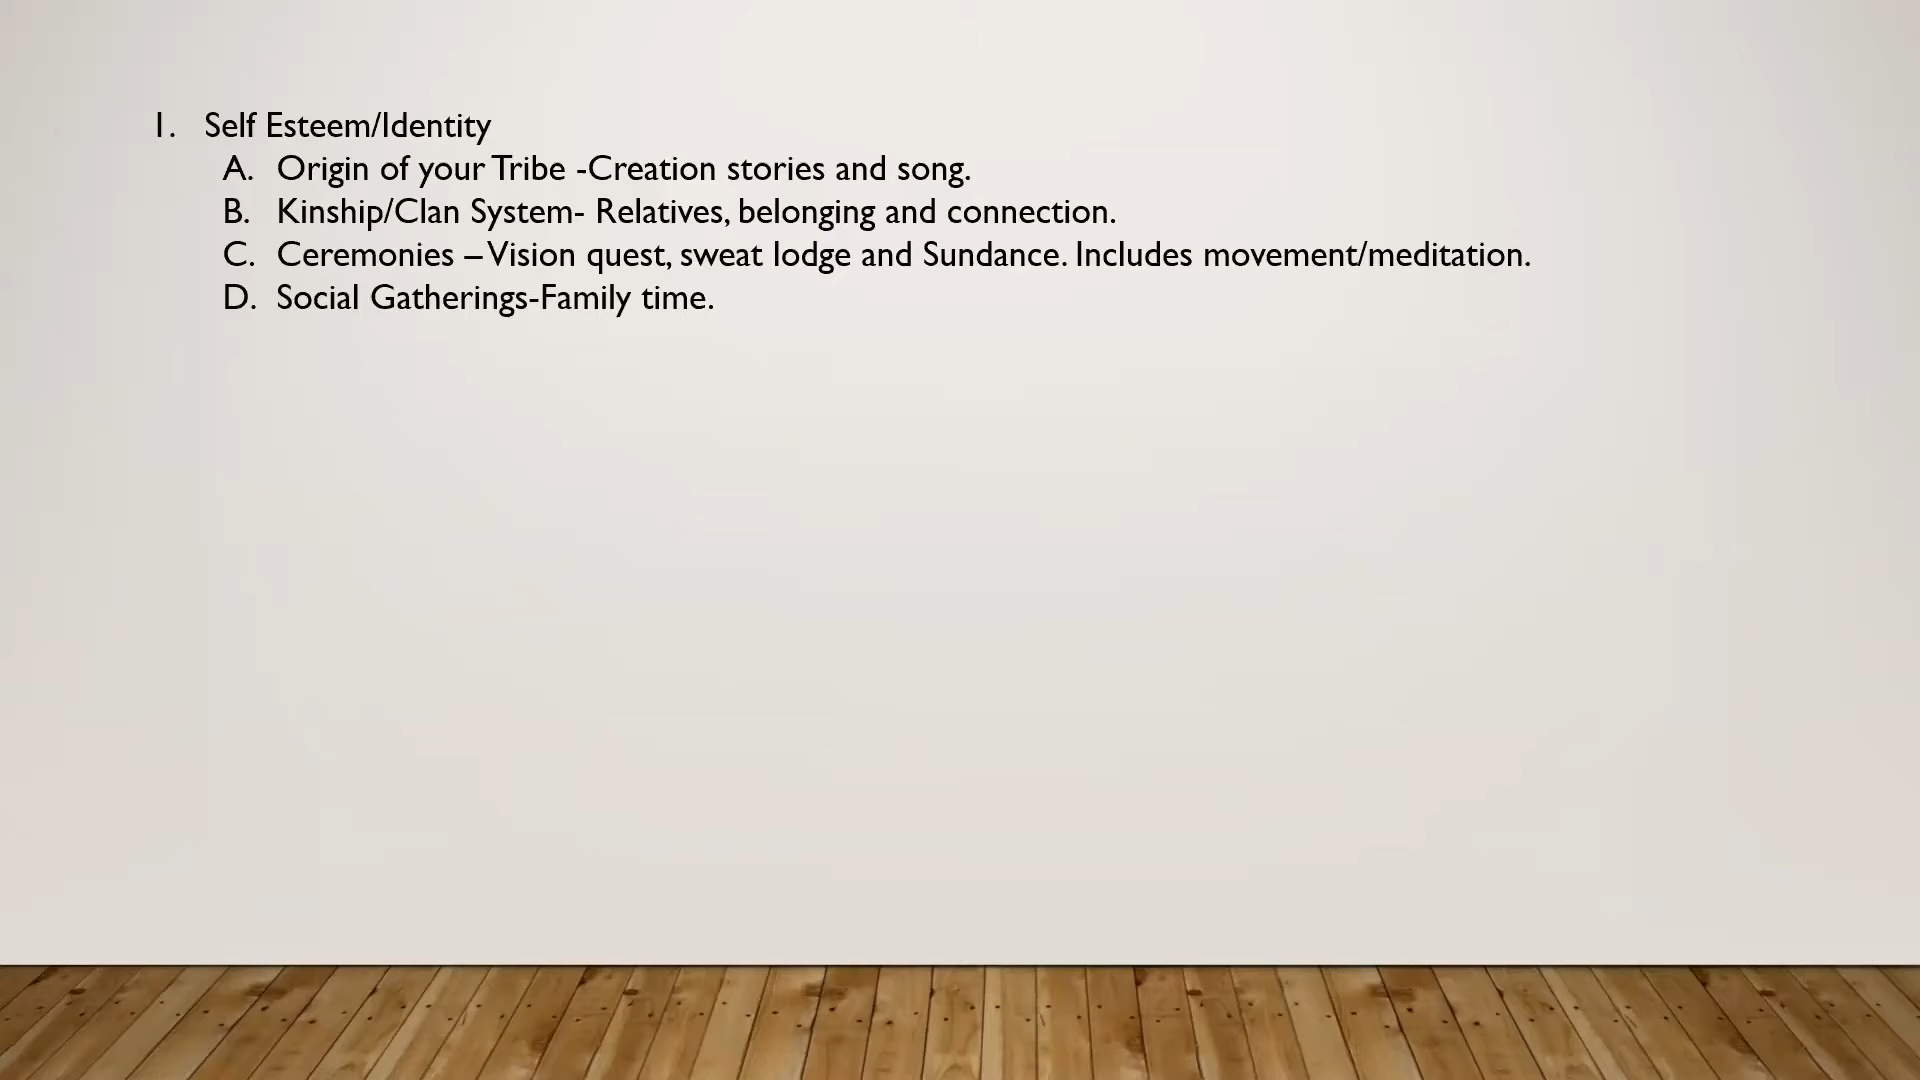 1. Self Esteem/Identity
A. Origin of your Tribe -Creation stories and song.
B. Kinship/Clan System- Relatives, belonging and connection.
C. Ceremonies – Vision quest, sweat lodge and Sundance. Includes movement/meditation.
D. Social Gatherings-Family time.